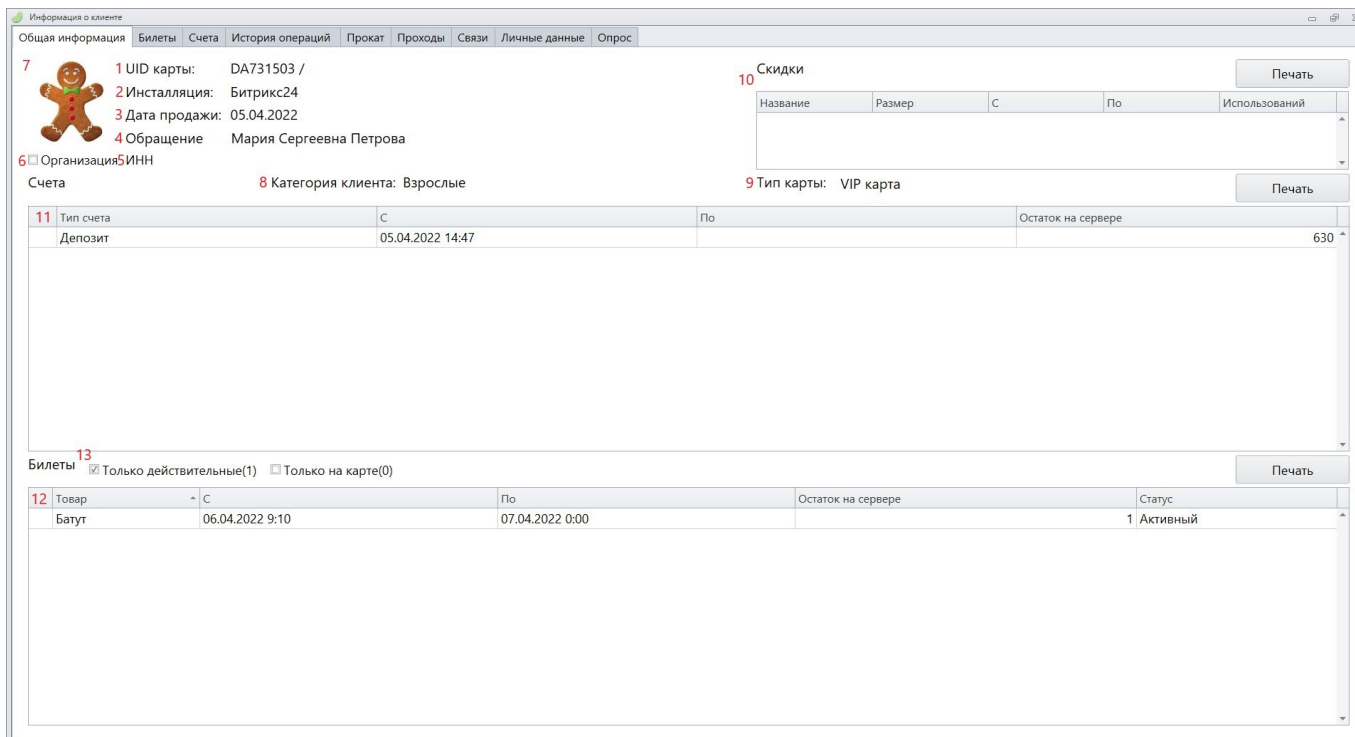 Информация о клиенте
Общая информация Билеты Счета История операций Прокат Проходы Связи Личные данные Опрос
7
1 UID карты: DA731503 /
2 Инсталляция: Битрикс24
3 Дата продажи: 05.04.2022
4 Обращение Мария Сергеевна Петрова
6 Организация 5 ИНН
10 Скидки Печать
Название Размер С По Использований
Счета 8 Категория клиента: Взрослые 9 Тип карты: VIP карта Печать
11 Тип счета С По Остаток на сервере
Депозит 05.04.2022 14:47 630
Билеты 13 Только действительные(1) Только на карте(0) Печать
12 Товар С По Остаток на сервере Статус
Батут 06.04.2022 9:10 07.04.2022 0:00 1 Активный